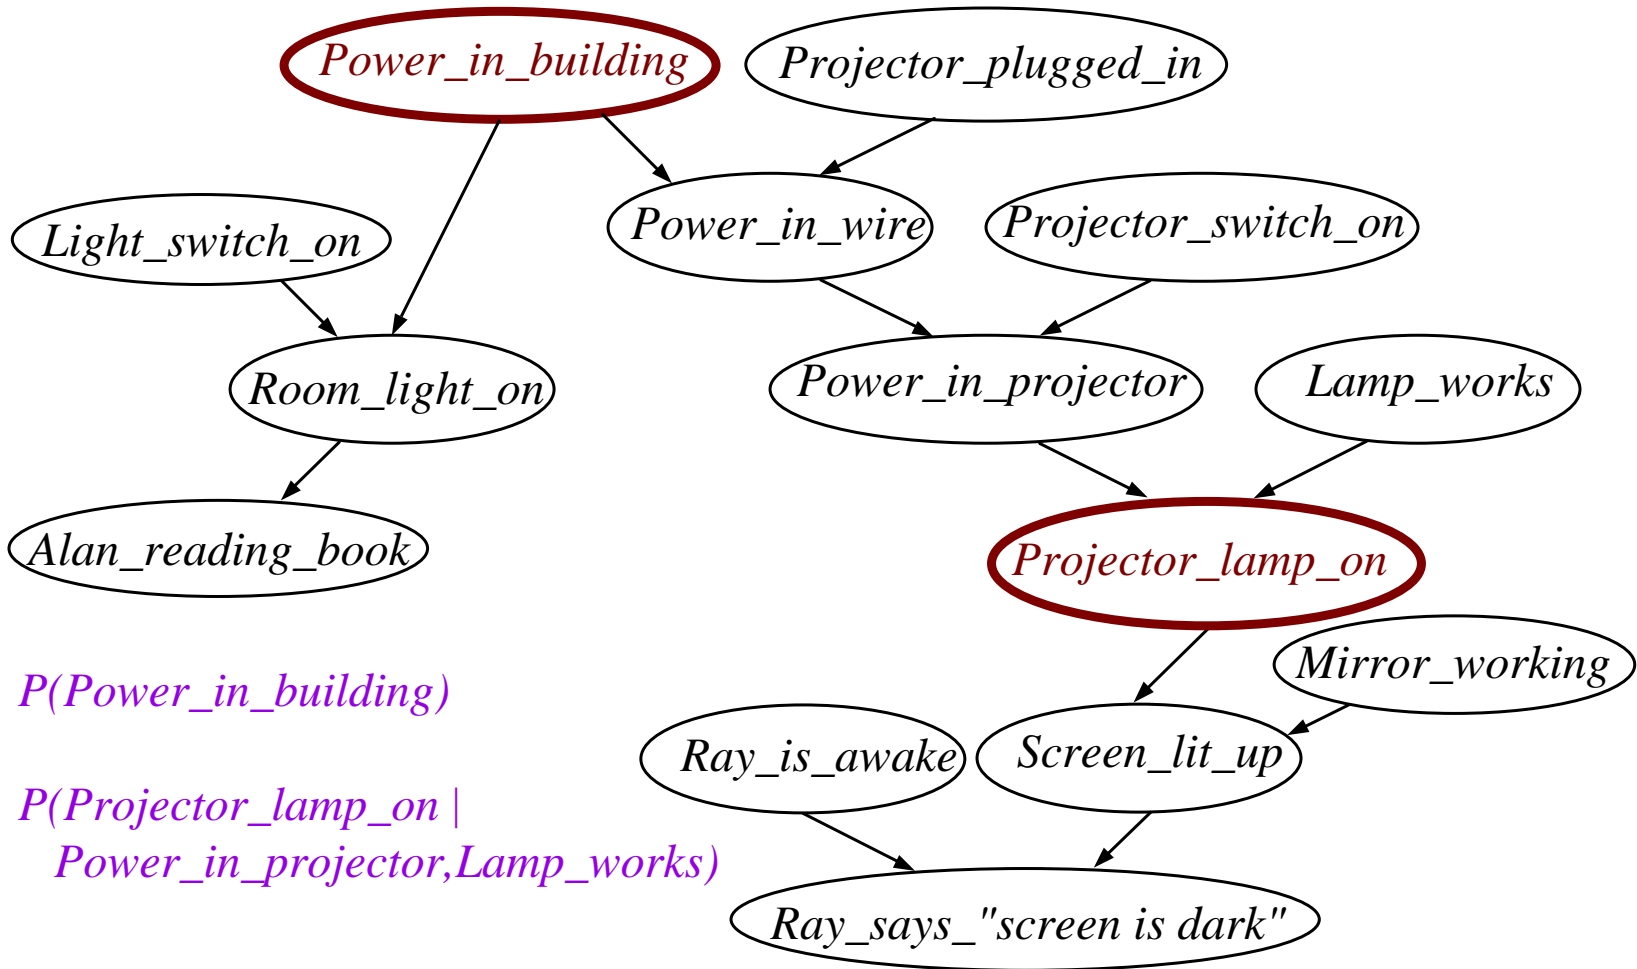 Power_in_building
Projector_plugged_in
Light_switch_on
Power_in_wire
Projector_switch_on
Room_light_on
Power_in_projector
Lamp_works
Alan_reading_book
Projector_lamp_on
Mirror_working
P(Power_in_building)
Ray_is_awake
Screen_lit_up
P(Projector_lamp_on |
Power_in_projector,Lamp_works)
Ray_says_"screen is dark"